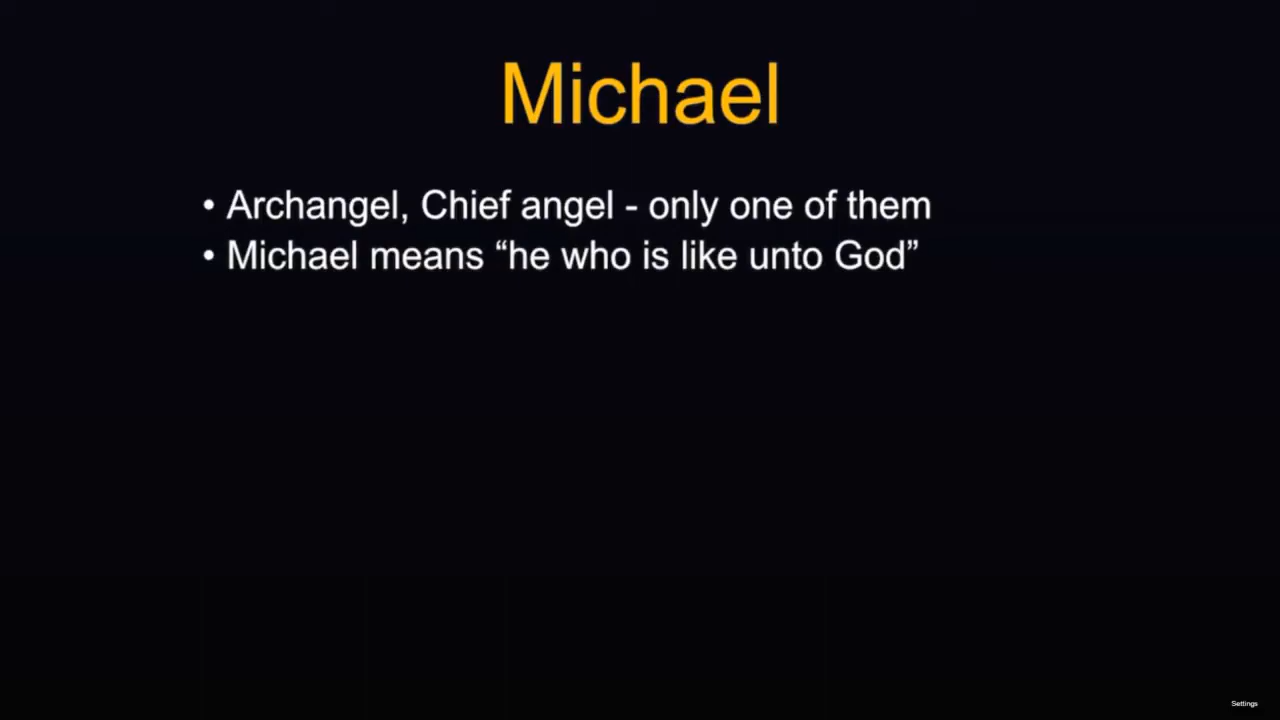 Michael
• Archangel, Chief angel - only one of them
• Michael means “he who is like unto God”
Settings